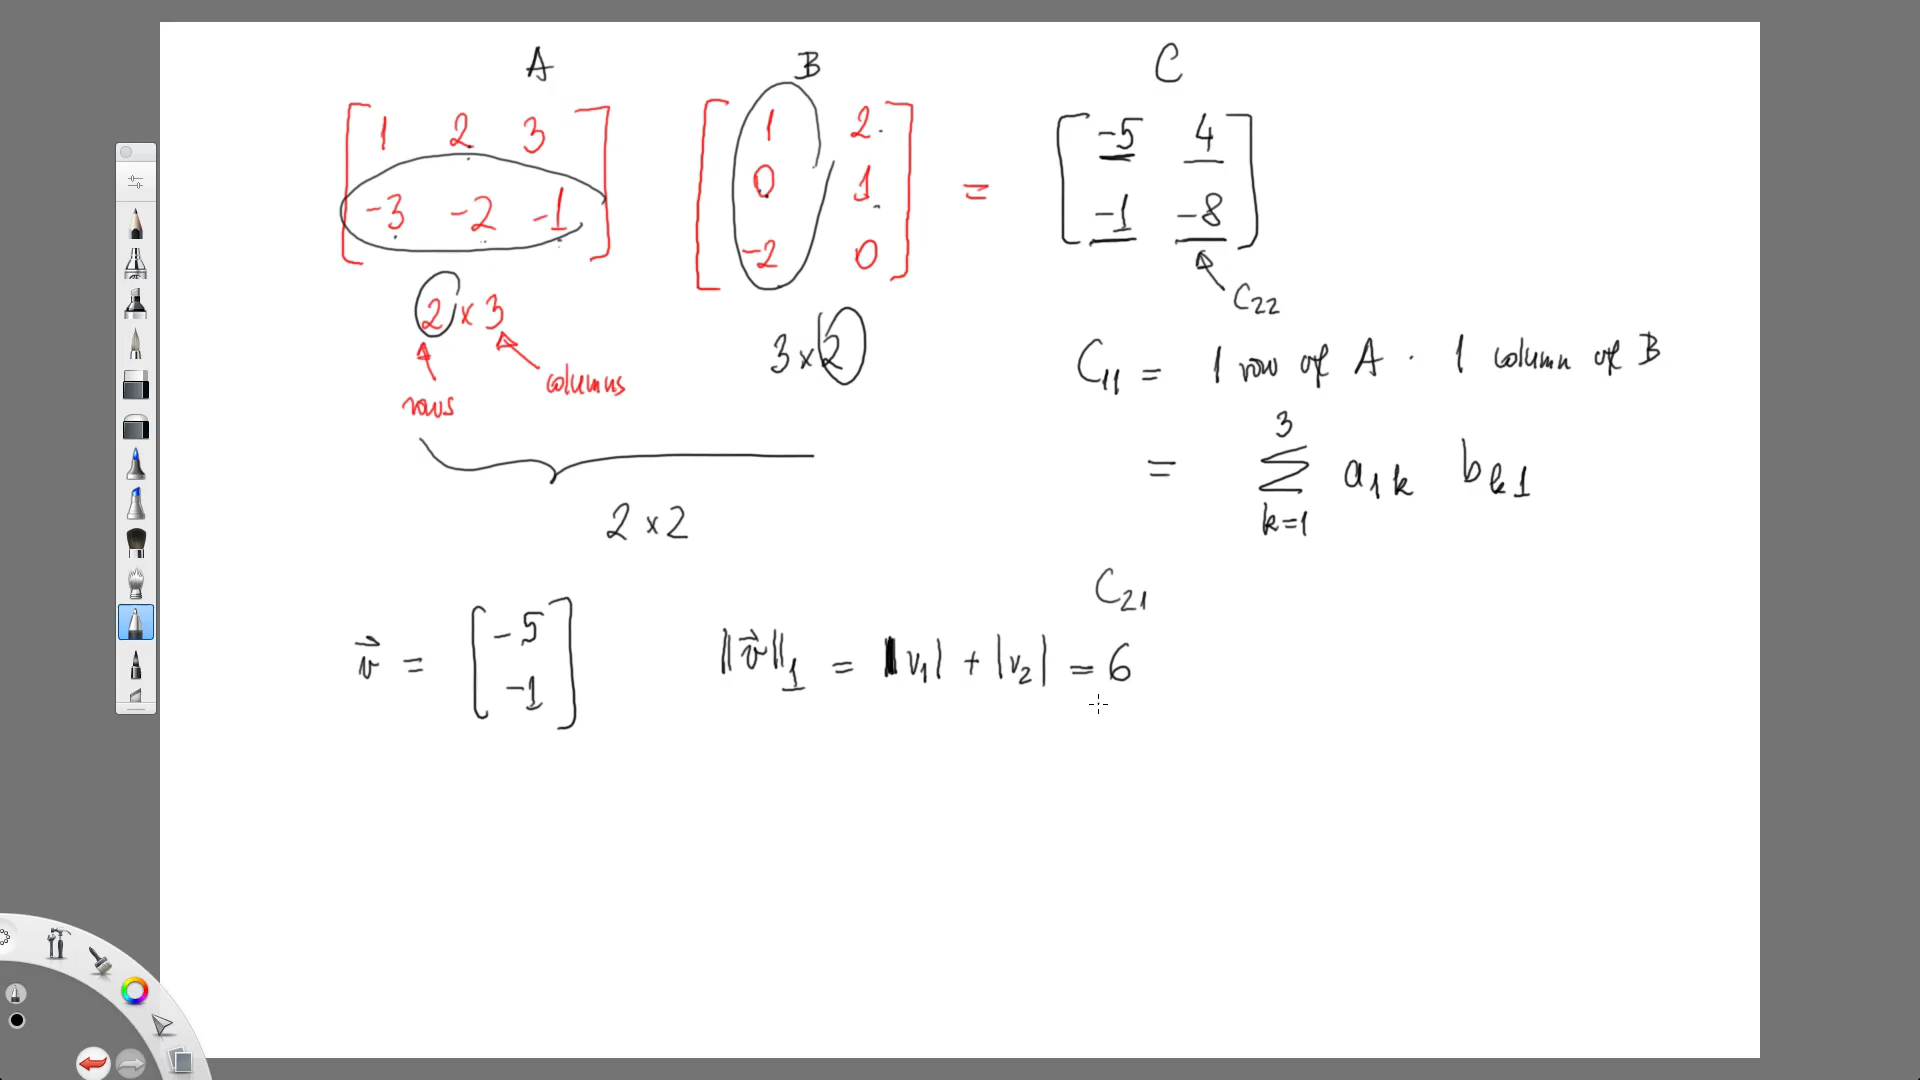 A B C
[1 2 3] [1 2] = [-5 4]
[-3 -2 -1] [0 1] [-1 -8]
[-2 0]
2 × 3
3 × 2
C22
rows
columns
C11 = 1 row of A · 1 column of B
= ∑ a1k bk1
3
k=1
2 × 2
C21
v⃗ = [-5 -1]
||v⃗||1 = |v1| + |v2| = 6